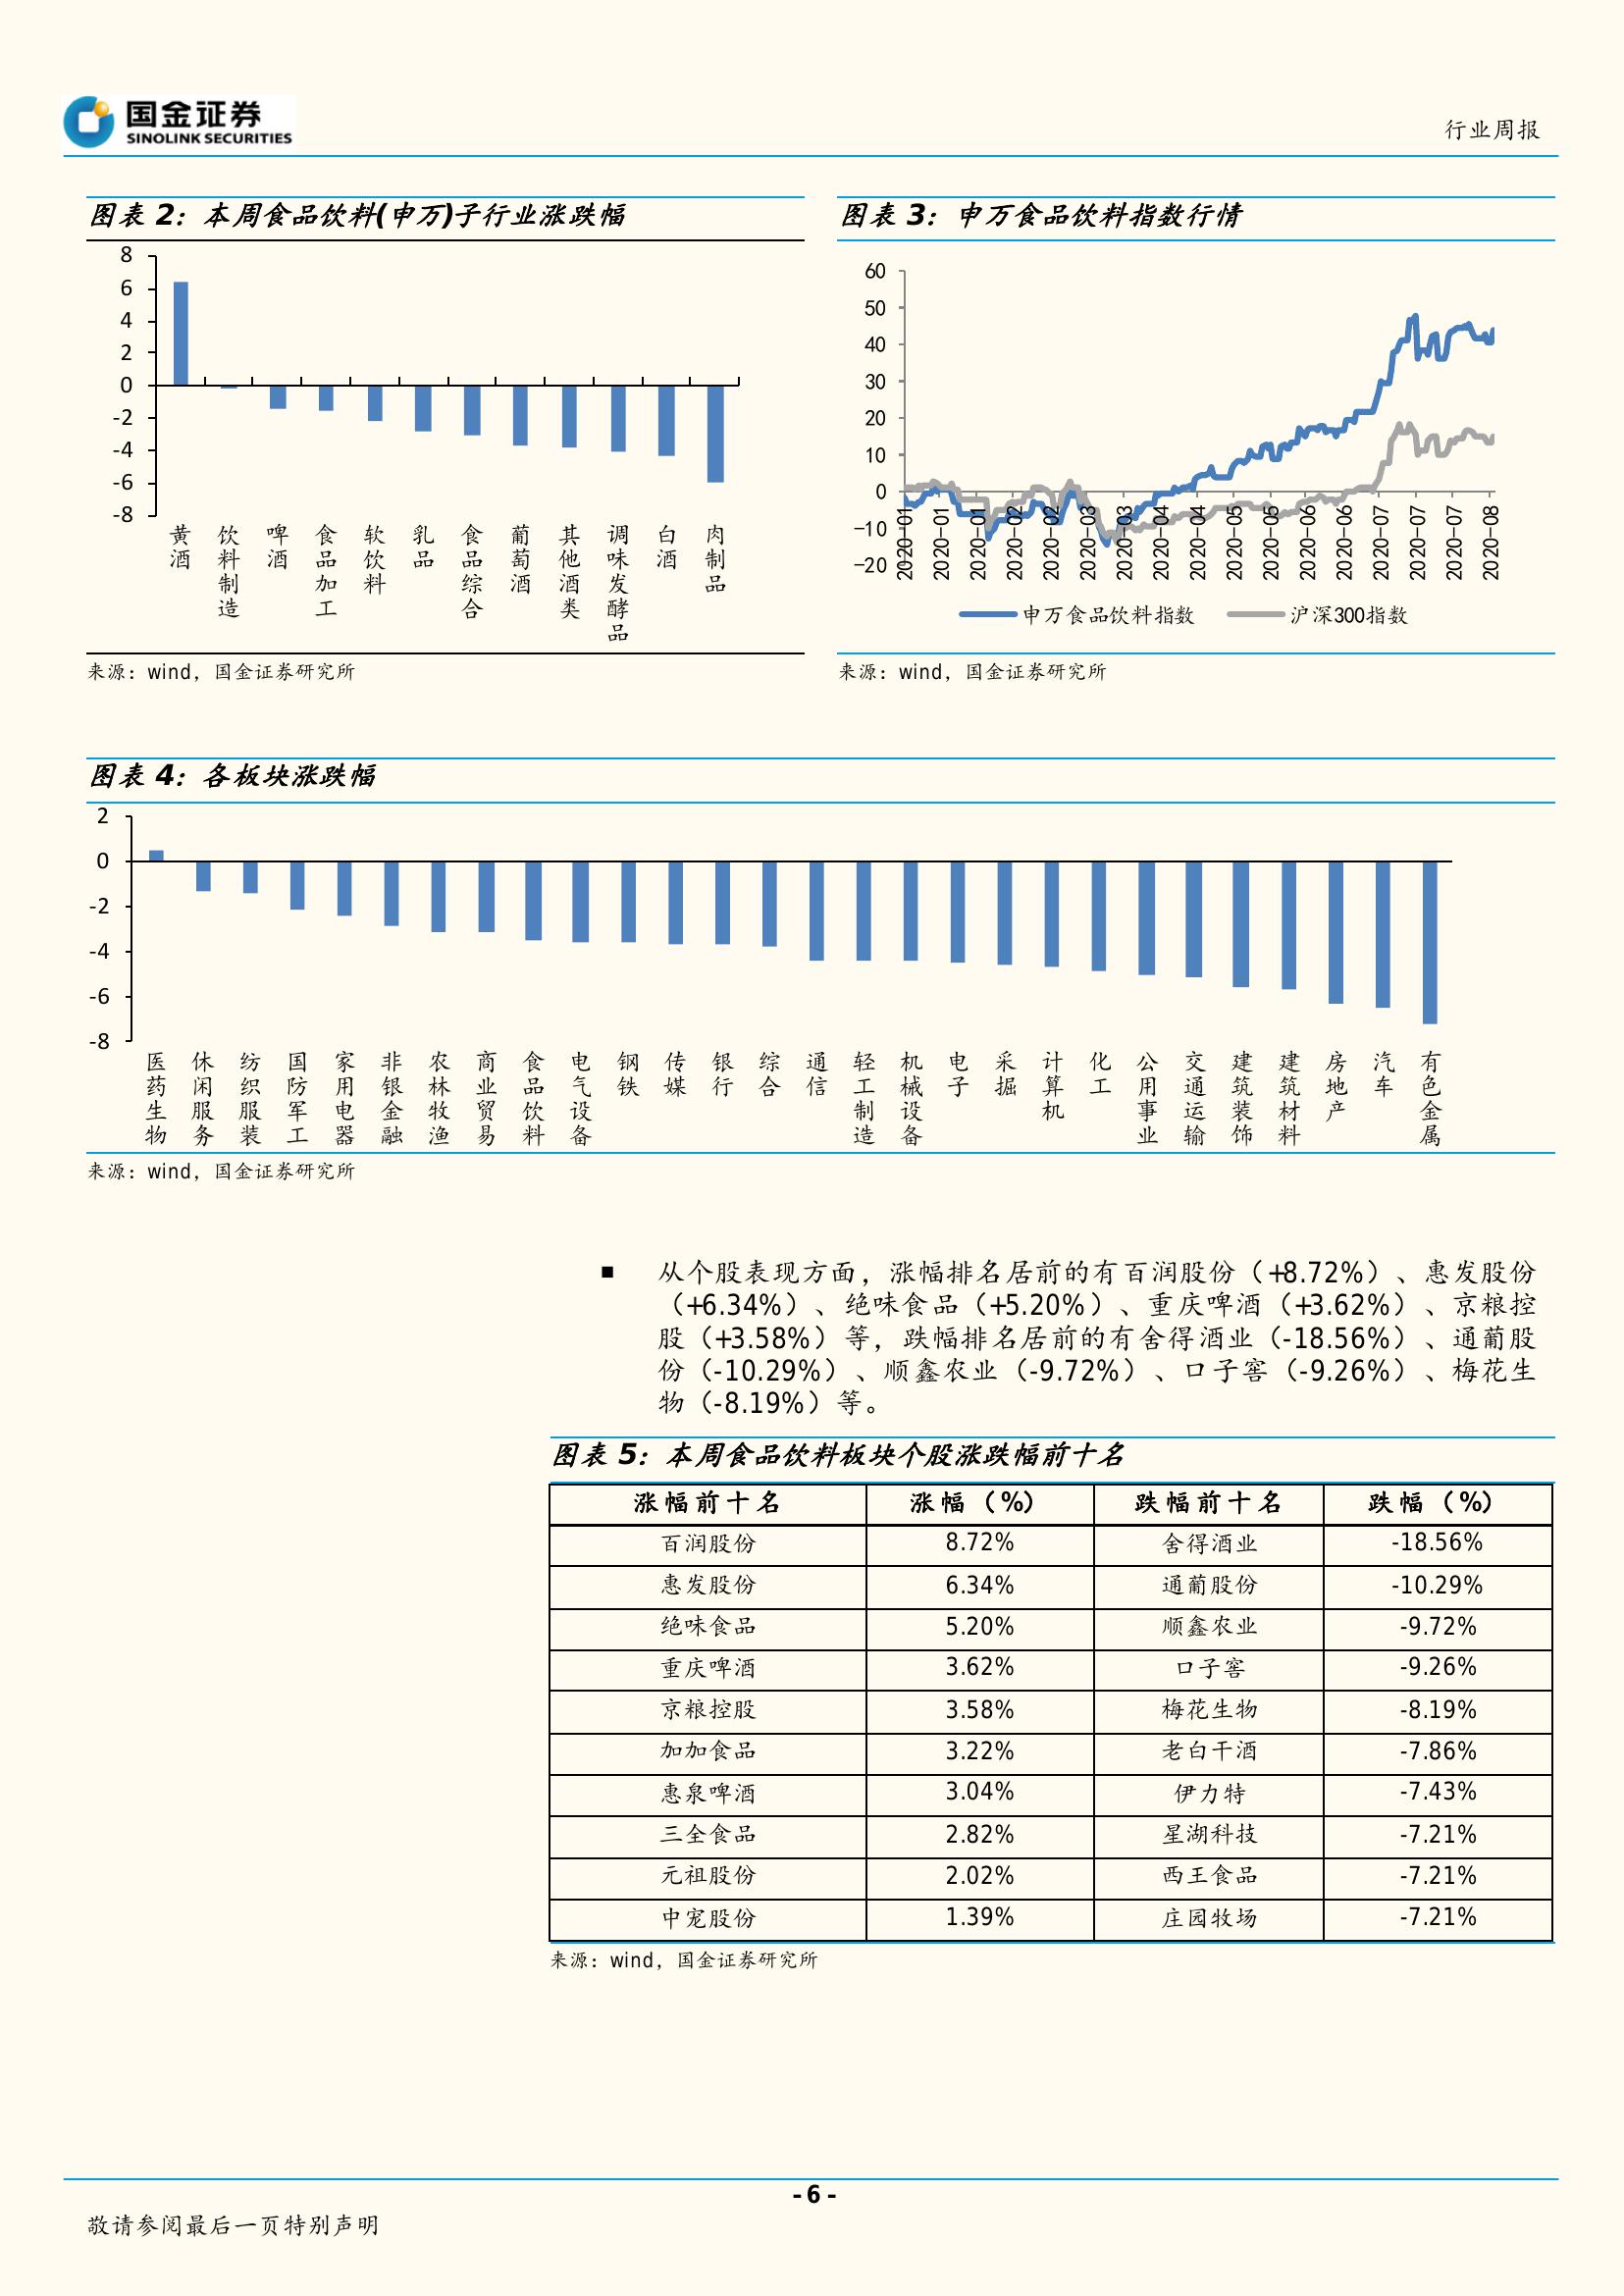 国金证券
SINOLINK SECURITIES
行业周报
图表 2：本周食品饮料(申万)子行业涨跌幅
8
6
4
2
0
-2
-4
-6
-8
黄酒
饮料制造
啤酒
食品加工
软饮料
乳品
食品综合
葡萄酒
其他酒类
调味发酵品
白酒
肉制品
来源：wind，国金证券研究所
图表 3：申万食品饮料指数行情
60
50
40
30
20
10
0
-10
-20
2020-01
2020-01
2020-01
2020-02
2020-02
2020-03
2020-03
2020-04
2020-04
2020-05
2020-05
2020-06
2020-06
2020-07
2020-07
2020-07
2020-08
申万食品饮料指数
沪深300指数
来源：wind，国金证券研究所
图表 4：各板块涨跌幅
2
0
-2
-4
-6
-8
医药生物
休闲服务
纺织服装
国防军工
家用电器
非银金融
农林牧渔
商业贸易
食品饮料
电气设备
钢铁
传媒
银行
综合
通信
轻工制造
机械设备
电子
采掘
计算机
化工
公用事业
交通运输
建筑装饰
建筑材料
房地产
汽车
有色金属
来源：wind，国金证券研究所
■ 从个股表现方面，涨幅排名居前的有百润股份（+8.72%）、惠发股份
（+6.34%）、绝味食品（+5.20%）、重庆啤酒（+3.62%）、京粮控
股（+3.58%）等，跌幅排名居前的有舍得酒业（-18.56%）、通葡股
份（-10.29%）、顺鑫农业（-9.72%）、口子窖（-9.26%）、梅花生
物（-8.19%）等。
图表 5：本周食品饮料板块个股涨跌幅前十名
涨幅前十名 涨幅（%） 跌幅前十名 跌幅（%）
百润股份 8.72% 舍得酒业 -18.56%
惠发股份 6.34% 通葡股份 -10.29%
绝味食品 5.20% 顺鑫农业 -9.72%
重庆啤酒 3.62% 口子窖 -9.26%
京粮控股 3.58% 梅花生物 -8.19%
加加食品 3.22% 老白干酒 -7.86%
惠泉啤酒 3.04% 伊力特 -7.43%
三全食品 2.82% 星湖科技 -7.21%
元祖股份 2.02% 西王食品 -7.21%
中宠股份 1.39% 庄园牧场 -7.21%
来源：wind，国金证券研究所
- 6 -
敬请参阅最后一页特别声明